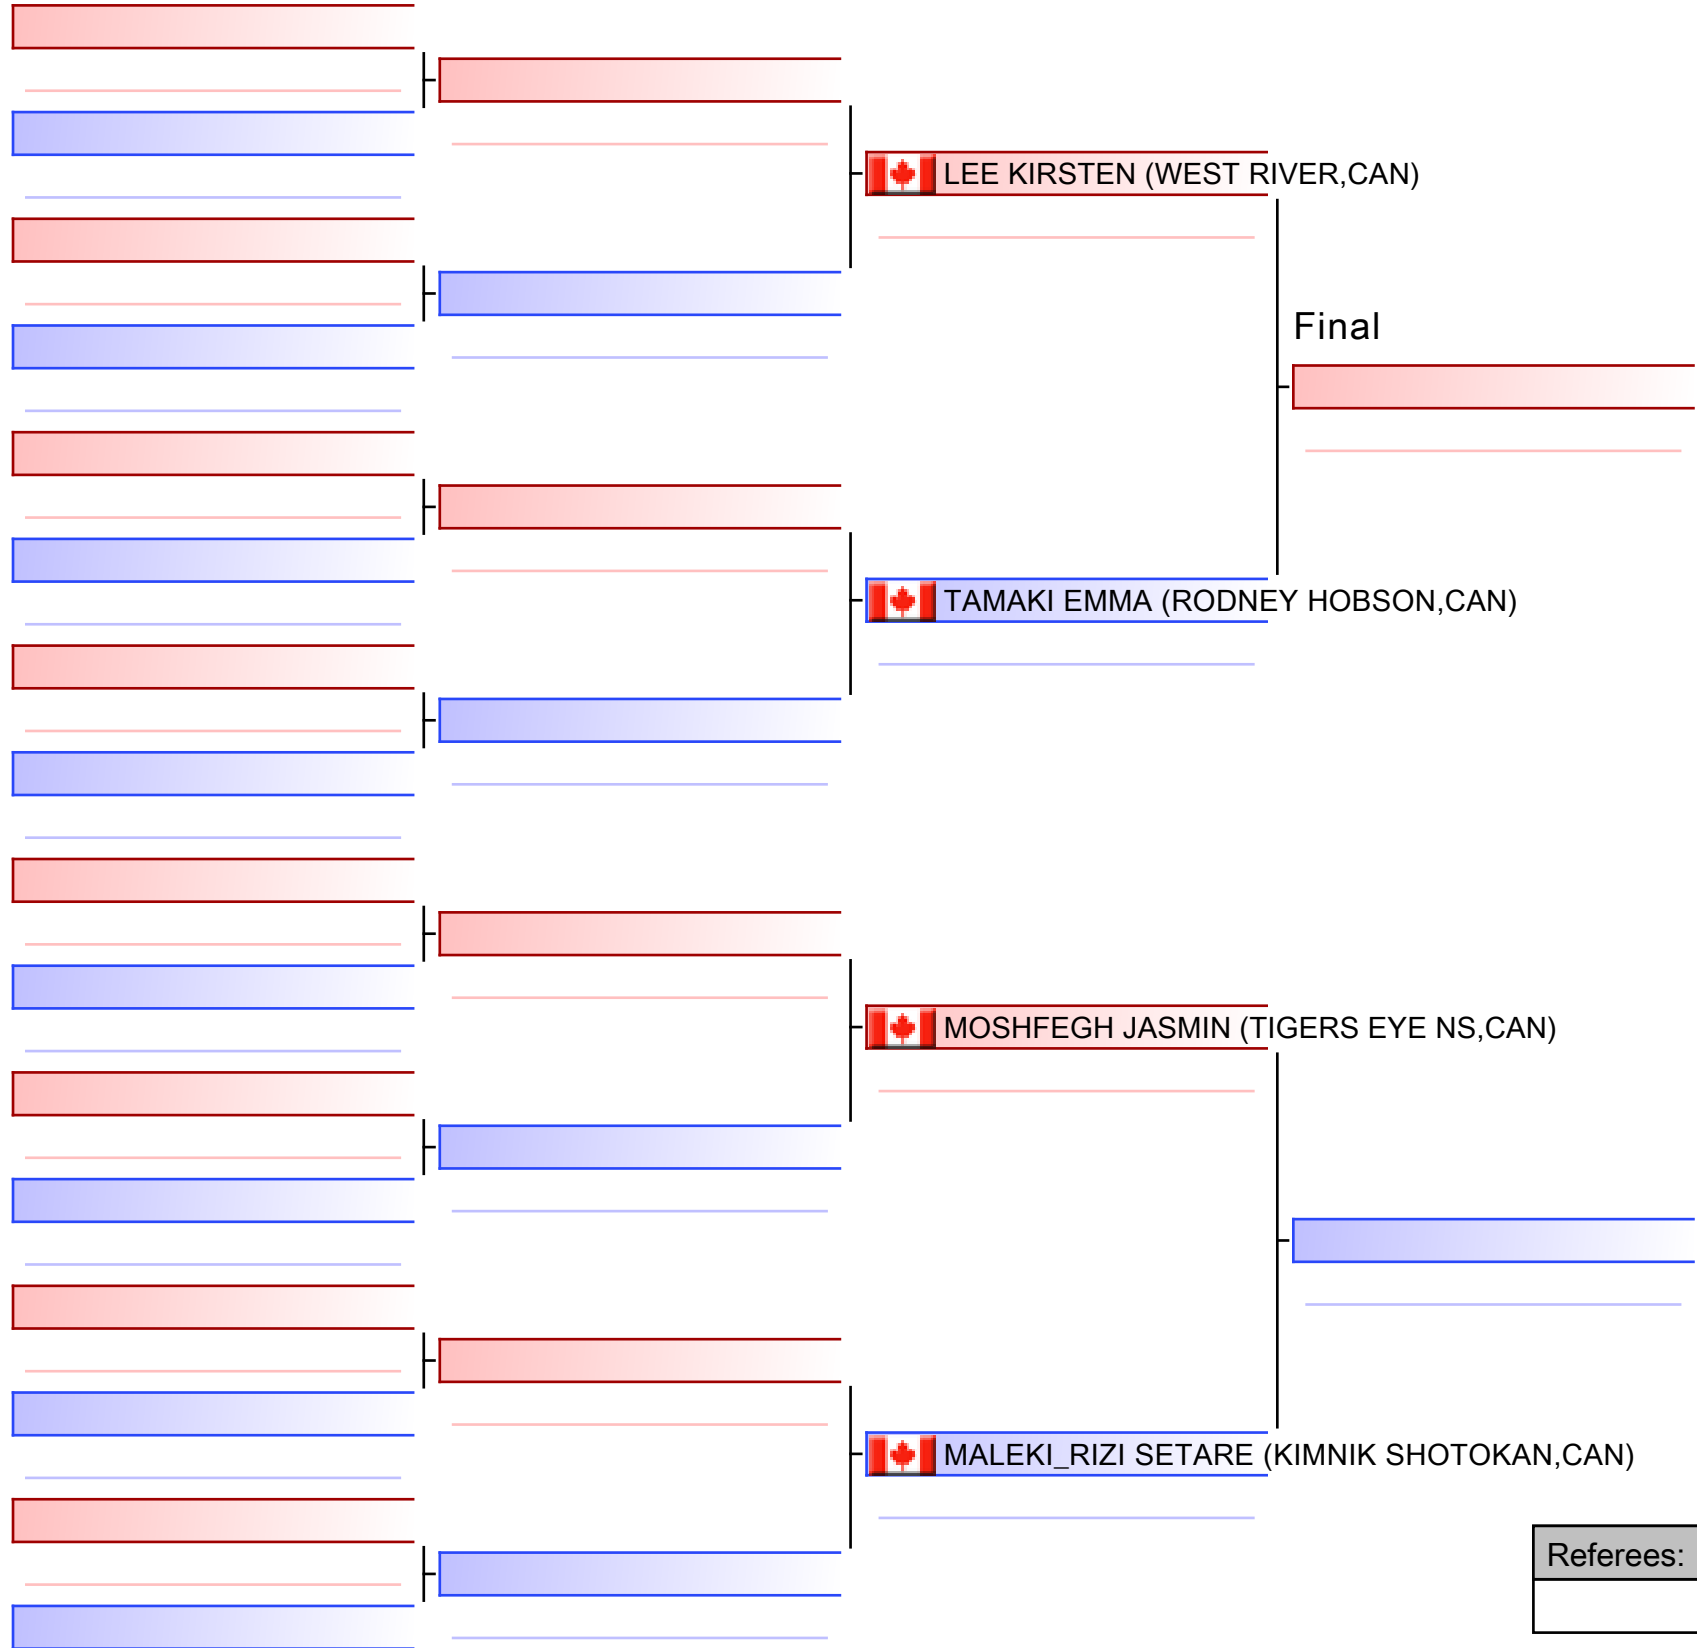 LEE KIRSTEN (WEST RIVER,CAN)
Final
TAMAKI EMMA (RODNEY HOBSON,CAN)
MOSHFEGH JASMIN (TIGERS EYE NS,CAN)
MALEKI_RIZI SETARE (KIMNIK SHOTOKAN,CAN)
Referees: